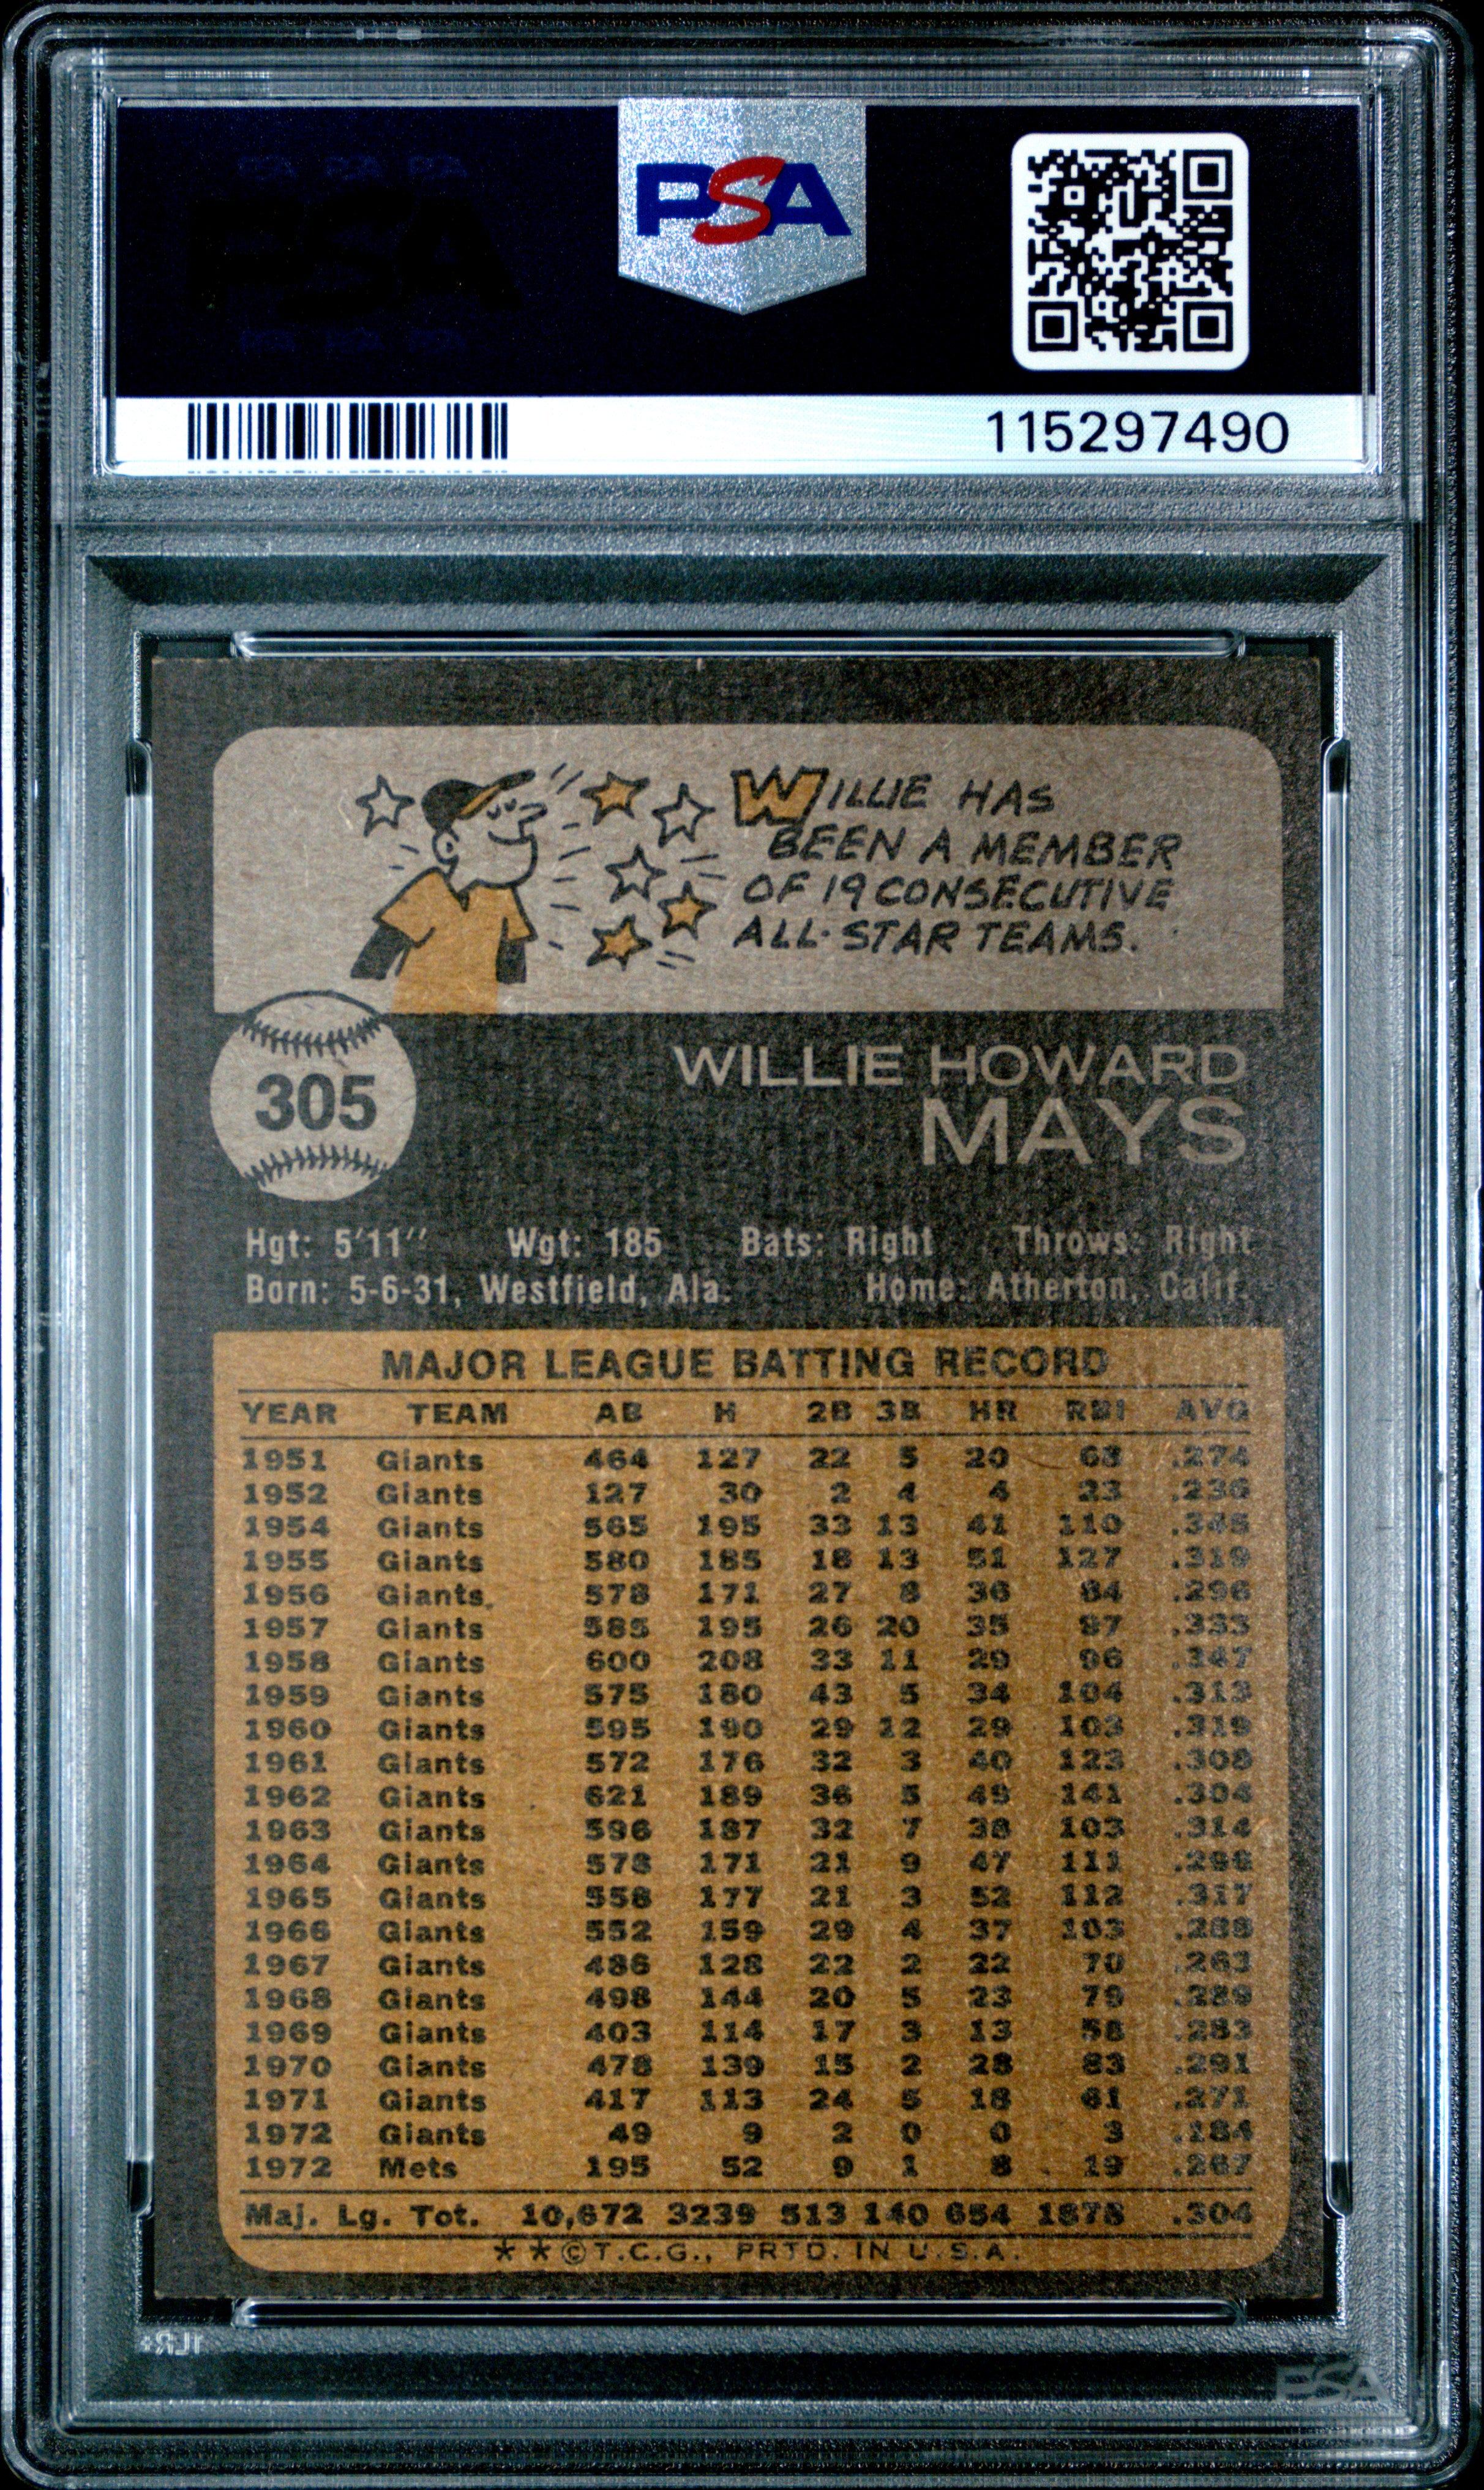 PSA
115297490
WILLIE HAS
BEEN A MEMBER
OF 19 CONSECUTIVE
ALL-STAR TEAMS.
305
WILLIE HOWARD
MAYS
Hgt: 5'11" Wgt: 185 Bats: Right Throws: Right
Born: 5-6-31, Westfield, Ala. Home: Atherton, Calif.
MAJOR LEAGUE BATTING RECORD
YEAR TEAM AB H 2B 3B HR RBI AVG
1951 Giants 464 127 22 5 20 68 .274
1952 Giants 127 30 2 4 4 23 .236
1954 Giants 565 195 33 13 41 110 .345
1955 Giants 580 185 18 13 51 127 .319
1956 Giants 578 171 27 8 36 84 .296
1957 Giants 585 195 26 20 35 97 .333
1958 Giants 600 208 33 11 29 96 .347
1959 Giants 575 180 43 5 34 104 .313
1960 Giants 595 190 29 12 29 103 .319
1961 Giants 572 176 32 3 40 123 .308
1962 Giants 621 189 36 5 49 141 .304
1963 Giants 596 187 32 7 38 103 .314
1964 Giants 578 171 21 9 47 111 .296
1965 Giants 558 177 21 3 52 112 .317
1966 Giants 552 159 29 4 37 103 .288
1967 Giants 486 128 22 2 22 70 .263
1968 Giants 498 144 20 5 23 79 .289
1969 Giants 403 114 17 3 13 58 .283
1970 Giants 478 139 15 2 28 83 .291
1971 Giants 417 113 24 5 18 61 .271
1972 Giants 49 9 2 0 0 3 .184
1972 Mets 195 52 9 1 8 19 .267
Maj. Lg. Tot. 10,672 3239 513 140 654 1878 .304
**©T.C.G., PRTD. IN U.S.A.
PSA